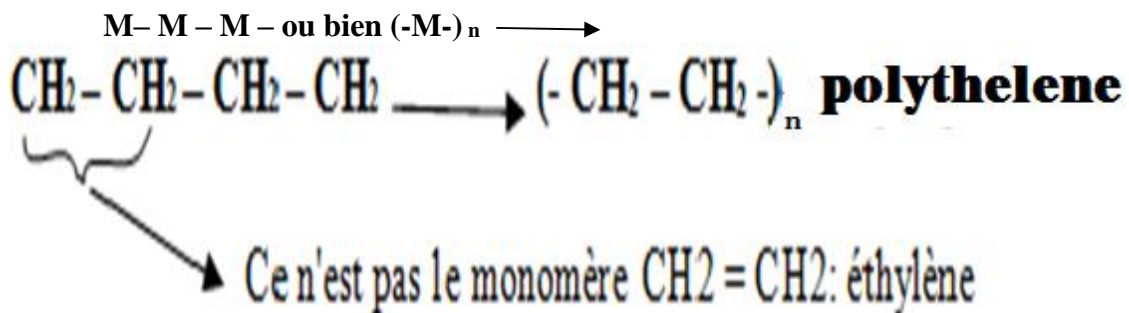 M– M – M – ou bien (-M-) n
CH2 – CH2 – CH2 – CH2 (- CH2 – CH2 -)n polythelene
Ce n'est pas le monomère CH2 = CH2: éthylène